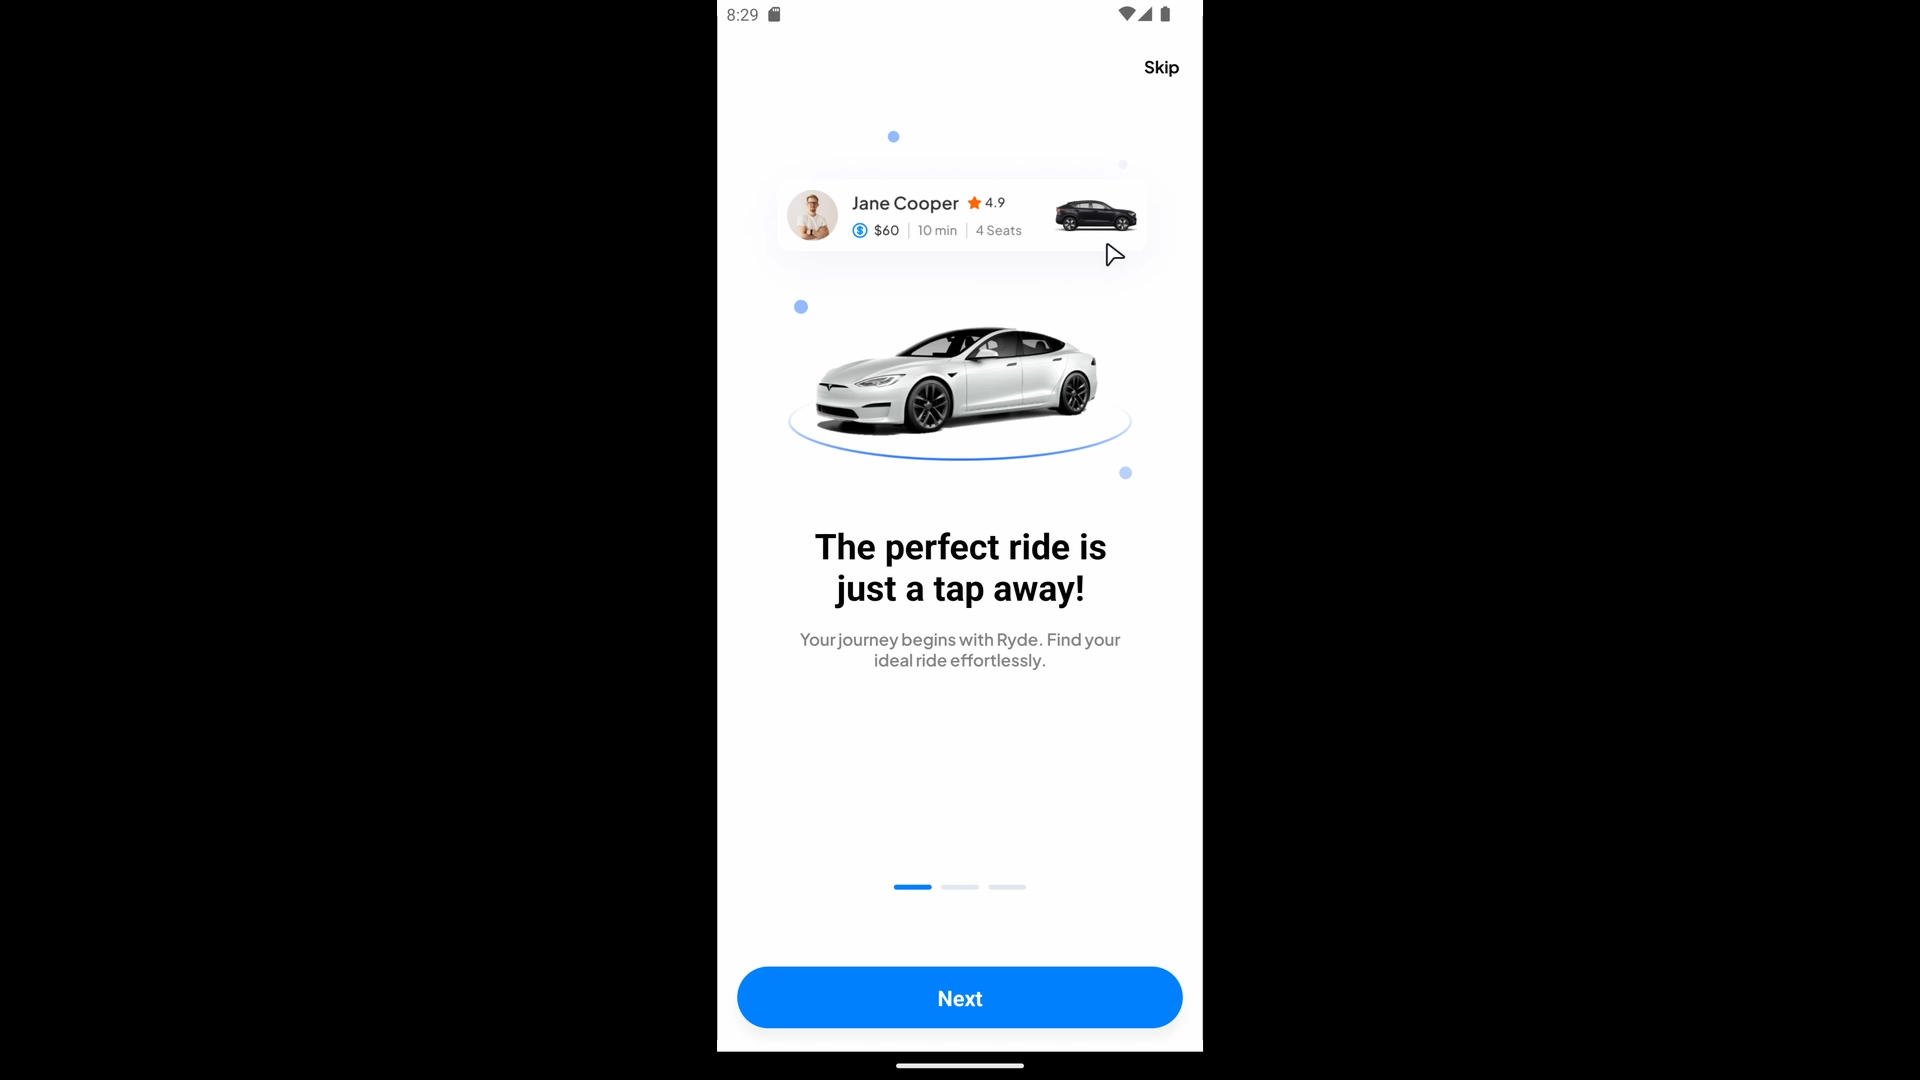 8:29
Skip
Jane Cooper 4.9
$60 | 10 min | 4 Seats
The perfect ride is
just a tap away!
Your journey begins with Ryde. Find your
ideal ride effortlessly.
Next